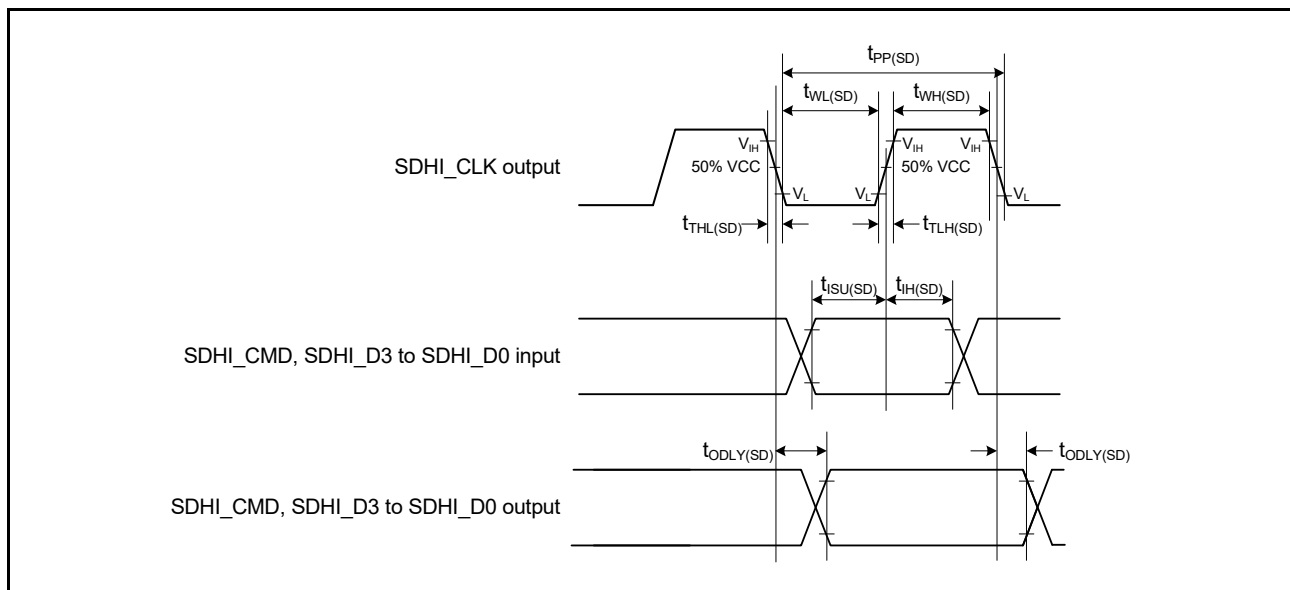 tPP(SD)
tWL(SD) tWH(SD)
SDHI_CLK output
VIH VIH VIH
50% VCC 50% VCC
VL VL VL
tTHL(SD) tTLH(SD)
tISU(SD) tIH(SD)
SDHI_CMD, SDHI_D3 to SDHI_D0 input
tODLY(SD) tODLY(SD)
SDHI_CMD, SDHI_D3 to SDHI_D0 output